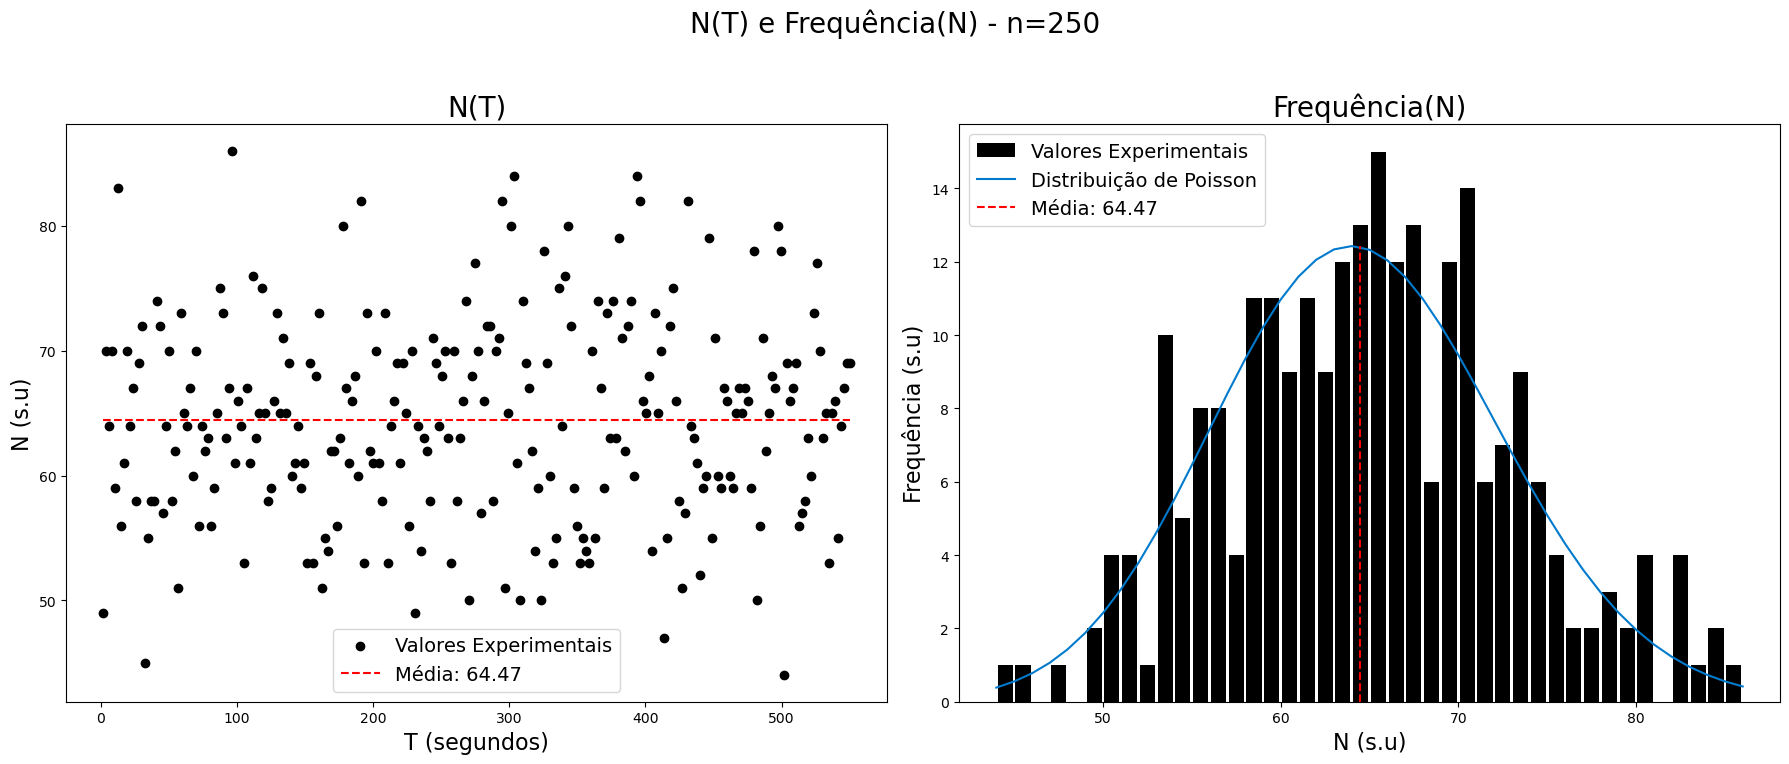 N(T) e Frequência(N) - n=250
N(T)
N (s.u)
80
70
60
50
Valores Experimentais
Média: 64.47
0 100 200 300 400 500
T (segundos)
Frequência(N)
Frequência (s.u)
14
12
10
8
6
4
2
0
Valores Experimentais
Distribuição de Poisson
Média: 64.47
50 60 70 80
N (s.u)